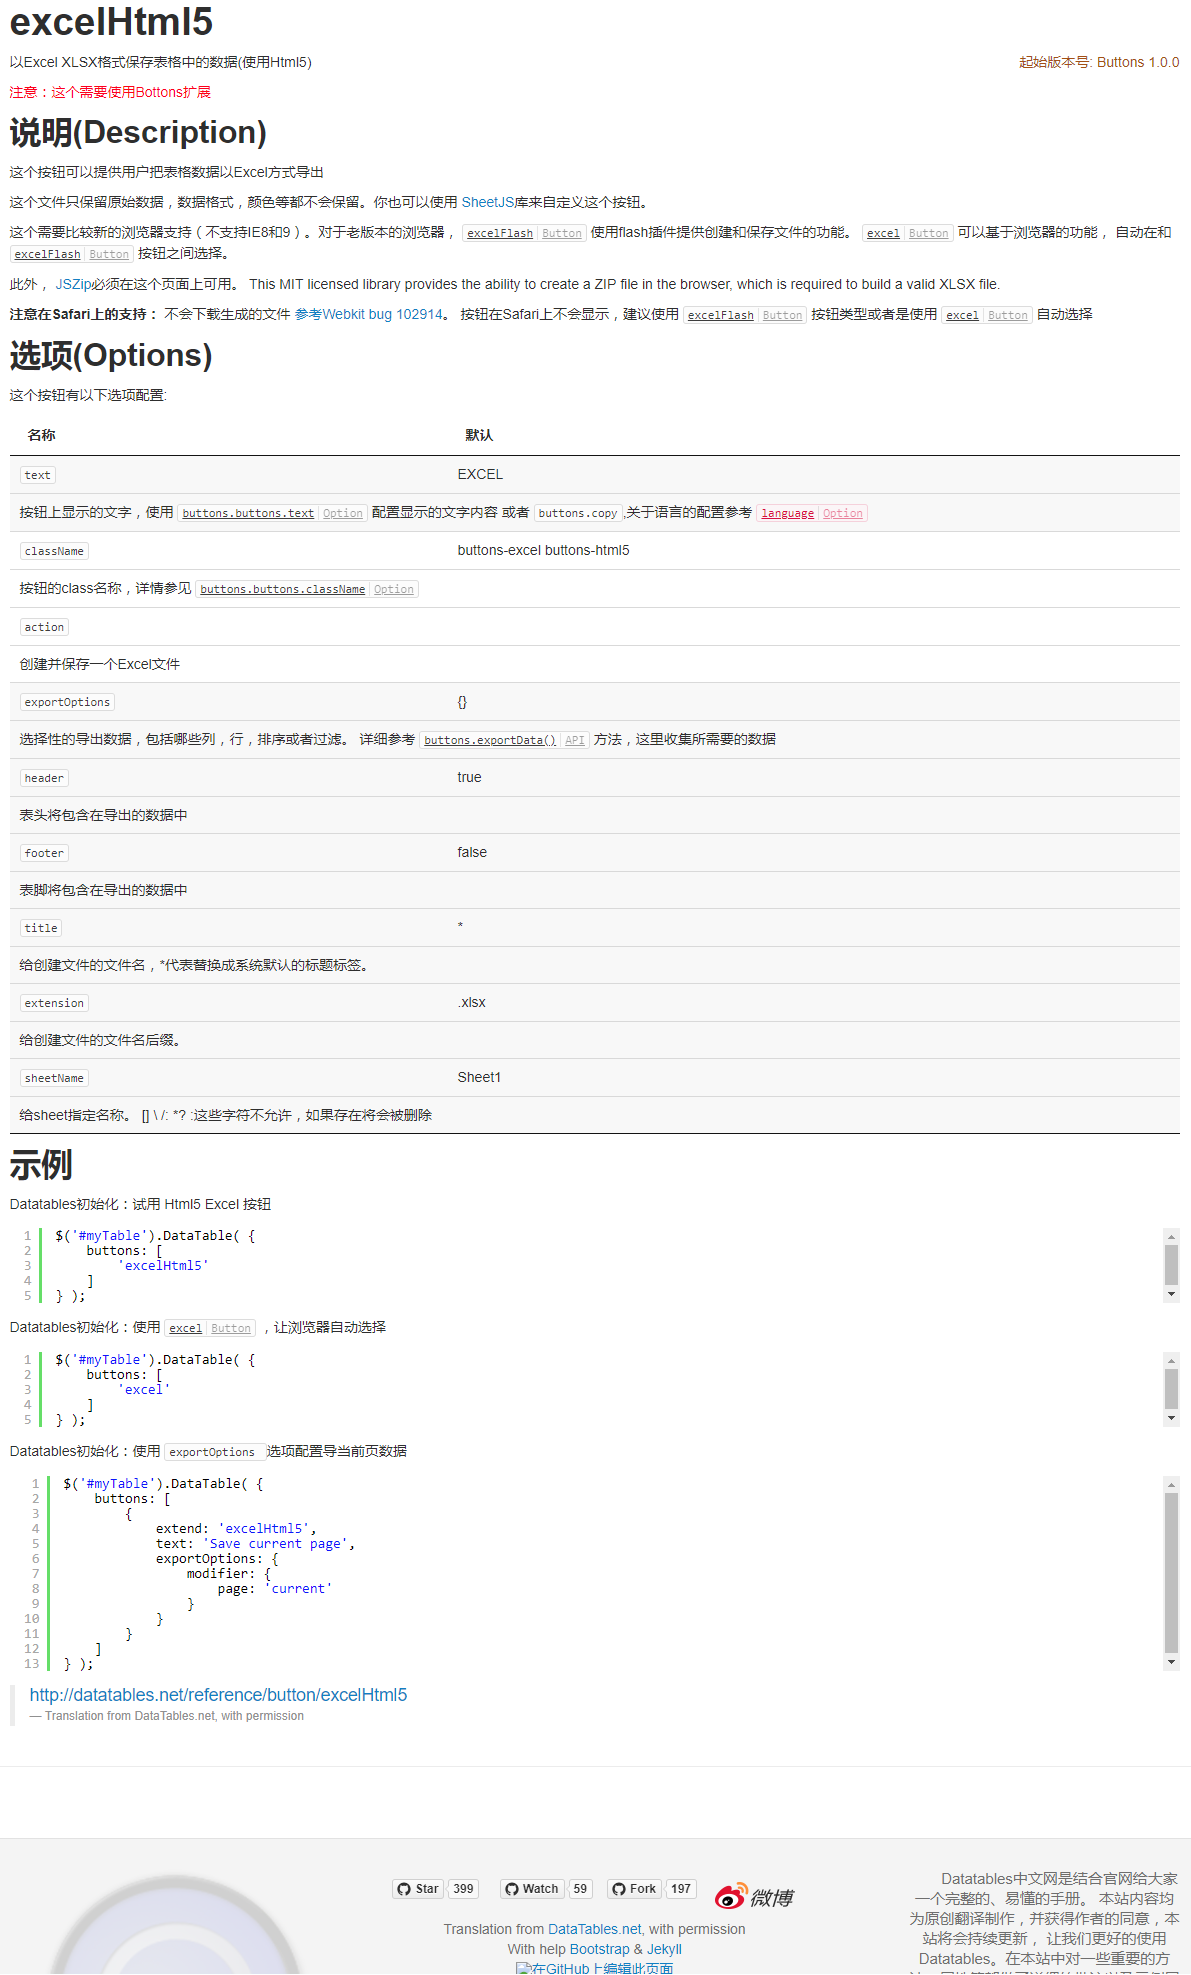 excelHtml5
以Excel XLSX格式保存表格中的数据(使用Html5)
起始版本号: Buttons 1.0.0
注意：这个需要使用Bottons扩展
说明(Description)
这个按钮可以提供用户把表格数据以Excel方式导出
这个文件只保留原始数据，数据格式，颜色等都不会保留。你也可以使用 SheetJS库来自定义这个按钮。
这个需要比较新的浏览器支持（不支持IE8和9）。对于老版本的浏览器， excelFlash Button 使用flash插件提供创建和保存文件的功能。 excel Button 可以基于浏览器的功能， 自动在和
excelFlash Button 按钮之间选择。
此外， JSZip必须在这个页面上可用。 This MIT licensed library provides the ability to create a ZIP file in the browser, which is required to build a valid XLSX file.
注意在Safari上的支持： 不会下载生成的文件 参考Webkit bug 102914。 按钮在Safari上不会显示，建议使用 excelFlash Button 按钮类型或者是使用 excel Button 自动选择
选项(Options)
这个按钮有以下选项配置:
名称 默认
text EXCEL
按钮上显示的文字，使用 buttons.buttons.text Option 配置显示的文字内容 或者 buttons.copy ,关于语言的配置参考 language Option
className buttons-excel buttons-html5
按钮的class名称，详情参见 buttons.buttons.className Option
action
创建并保存一个Excel文件
exportOptions {}
选择性的导出数据，包括哪些列，行，排序或者过滤。 详细参考 buttons.exportData() API 方法，这里收集所需要的数据
header true
表头将包含在导出的数据中
footer false
表脚将包含在导出的数据中
title *
给创建文件的文件名，*代表替换成系统默认的标题标签。
extension .xlsx
给创建文件的文件名后缀。
sheetName Sheet1
给sheet指定名称。 [] \ /: *? :这些字符不允许，如果存在将会被删除
示例
Datatables初始化：试用 Html5 Excel 按钮
1 $('#myTable').DataTable( {
2 buttons: [
3 'excelHtml5'
4 ]
5 } );
Datatables初始化：使用 excel Button ，让浏览器自动选择
1 $('#myTable').DataTable( {
2 buttons: [
3 'excel'
4 ]
5 } );
Datatables初始化：使用 exportOptions 选项配置导当前页数据
1 $('#myTable').DataTable( {
2 buttons: [
3 {
4 extend: 'excelHtml5',
5 text: 'Save current page',
6 exportOptions: {
7 modifier: {
8 page: 'current'
9 }
10 }
11 }
12 ]
13 } );
http://datatables.net/reference/button/excelHtml5
— Translation from DataTables.net, with permission
Star 399 Watch 59 Fork 197 微博
Translation from DataTables.net, with permission
With help Bootstrap & Jekyll
在GitHub上编辑此页面
Datatables中文网是结合官网给大家
一个完整的、易懂的手册。 本站内容均
为原创翻译制作，并获得作者的同意，本
站将会持续更新， 让我们更好的使用
Datatables。在本站中对一些重要的方